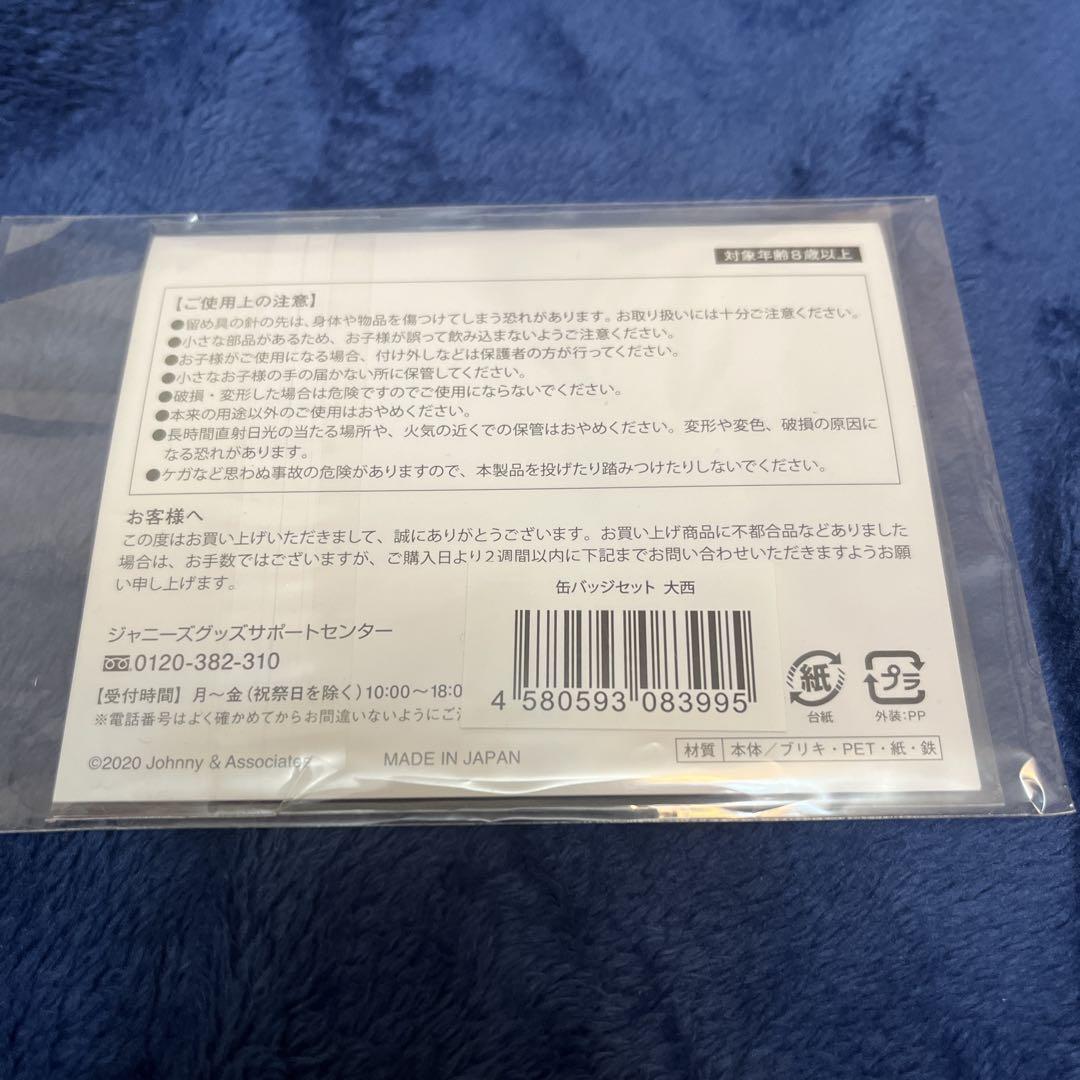 対象年齢8歳以上
【ご使用上の注意】
●留め具の針の先は、身体や物品を傷つけてしまう恐れがあります。お取り扱いには十分ご注意ください。
●小さな部品があるため、お子様が誤って飲み込まないようご注意ください。
●お子様がご使用になる場合、付け外しなどは保護者の方が行ってください。
●小さなお子様の手の届かない所に保管してください。
●破損・変形した場合は危険ですのでご使用にならないでください。
●本来の用途以外のご使用はおやめください。
●長時間直射日光の当たる場所や、火気の近くでの保管はおやめください。変形や変色、破損の原因に
なる恐れがあります。
●ケガなど思わぬ事故の危険がありますので、本製品を投げたり踏みつけたりしないでください。
お客様へ
この度はお買い上げいただきまして、誠にありがとうございます。お買い上げ商品に不都合品などありました
場合は、お手数ではございますが、ご購入日より2週間以内に下記までお問い合わせいただきますようお願
い申し上げます。
缶バッジセット 大西
4 580593 083995
ジャニーズグッズサポートセンター
0120-382-310
【受付時間】月～金(祝祭日を除く)10:00～18:0
※電話番号はよく確かめてからお間違いないようにご
紙
台紙
プラ
外装:PP
材質 本体/ブリキ・PET・紙・鉄
©2020 Johnny & Associates
MADE IN JAPAN